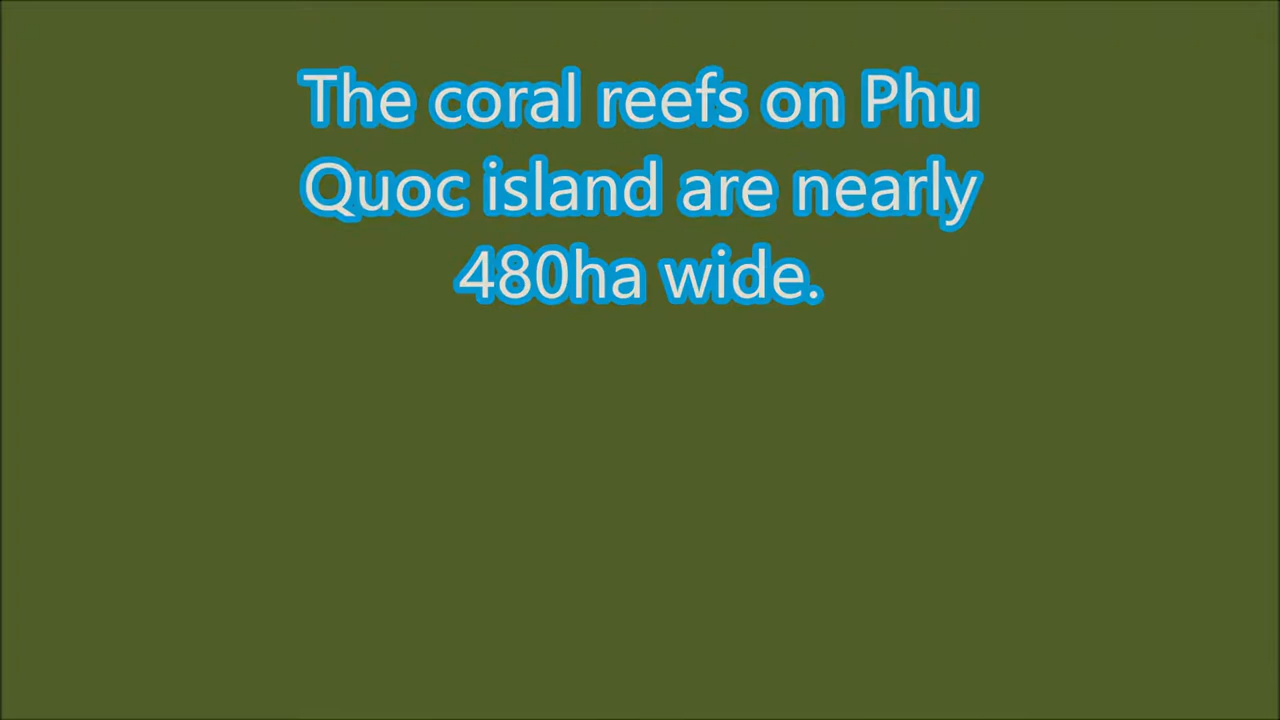 The coral reefs on Phu
Quoc island are nearly
480ha wide.